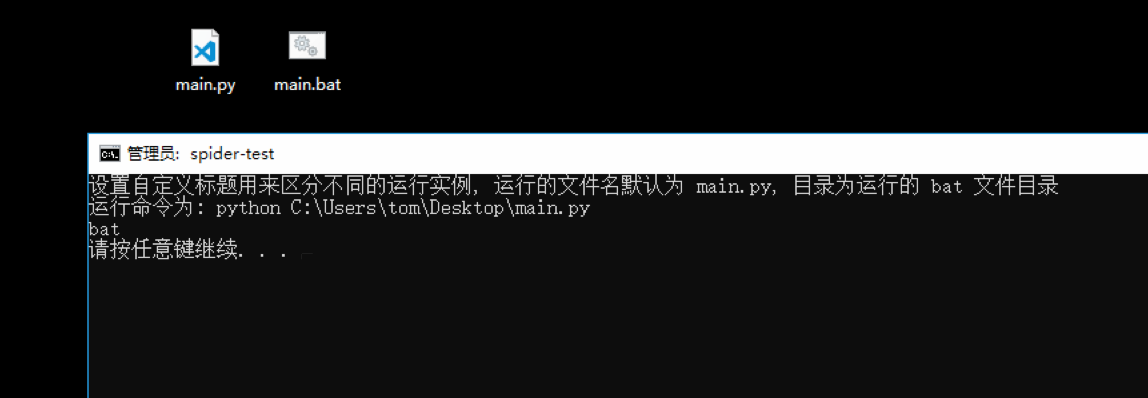 main.py
main.bat
管理员: spider-test
设置自定义标题用来区分不同的运行实例, 运行的文件名默认为 main.py, 目录为运行的 bat 文件目录
运行命令为: python C:\Users\tom\Desktop\main.py
bat
请按任意键继续. . .